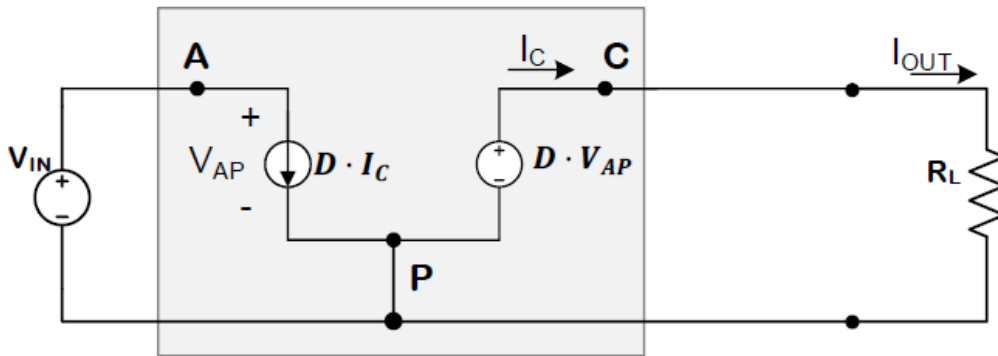 A
I_C
C
I_OUT
+
V_IN
+
−
V_AP
D · I_C
+
−
D · V_AP
R_L
-
P